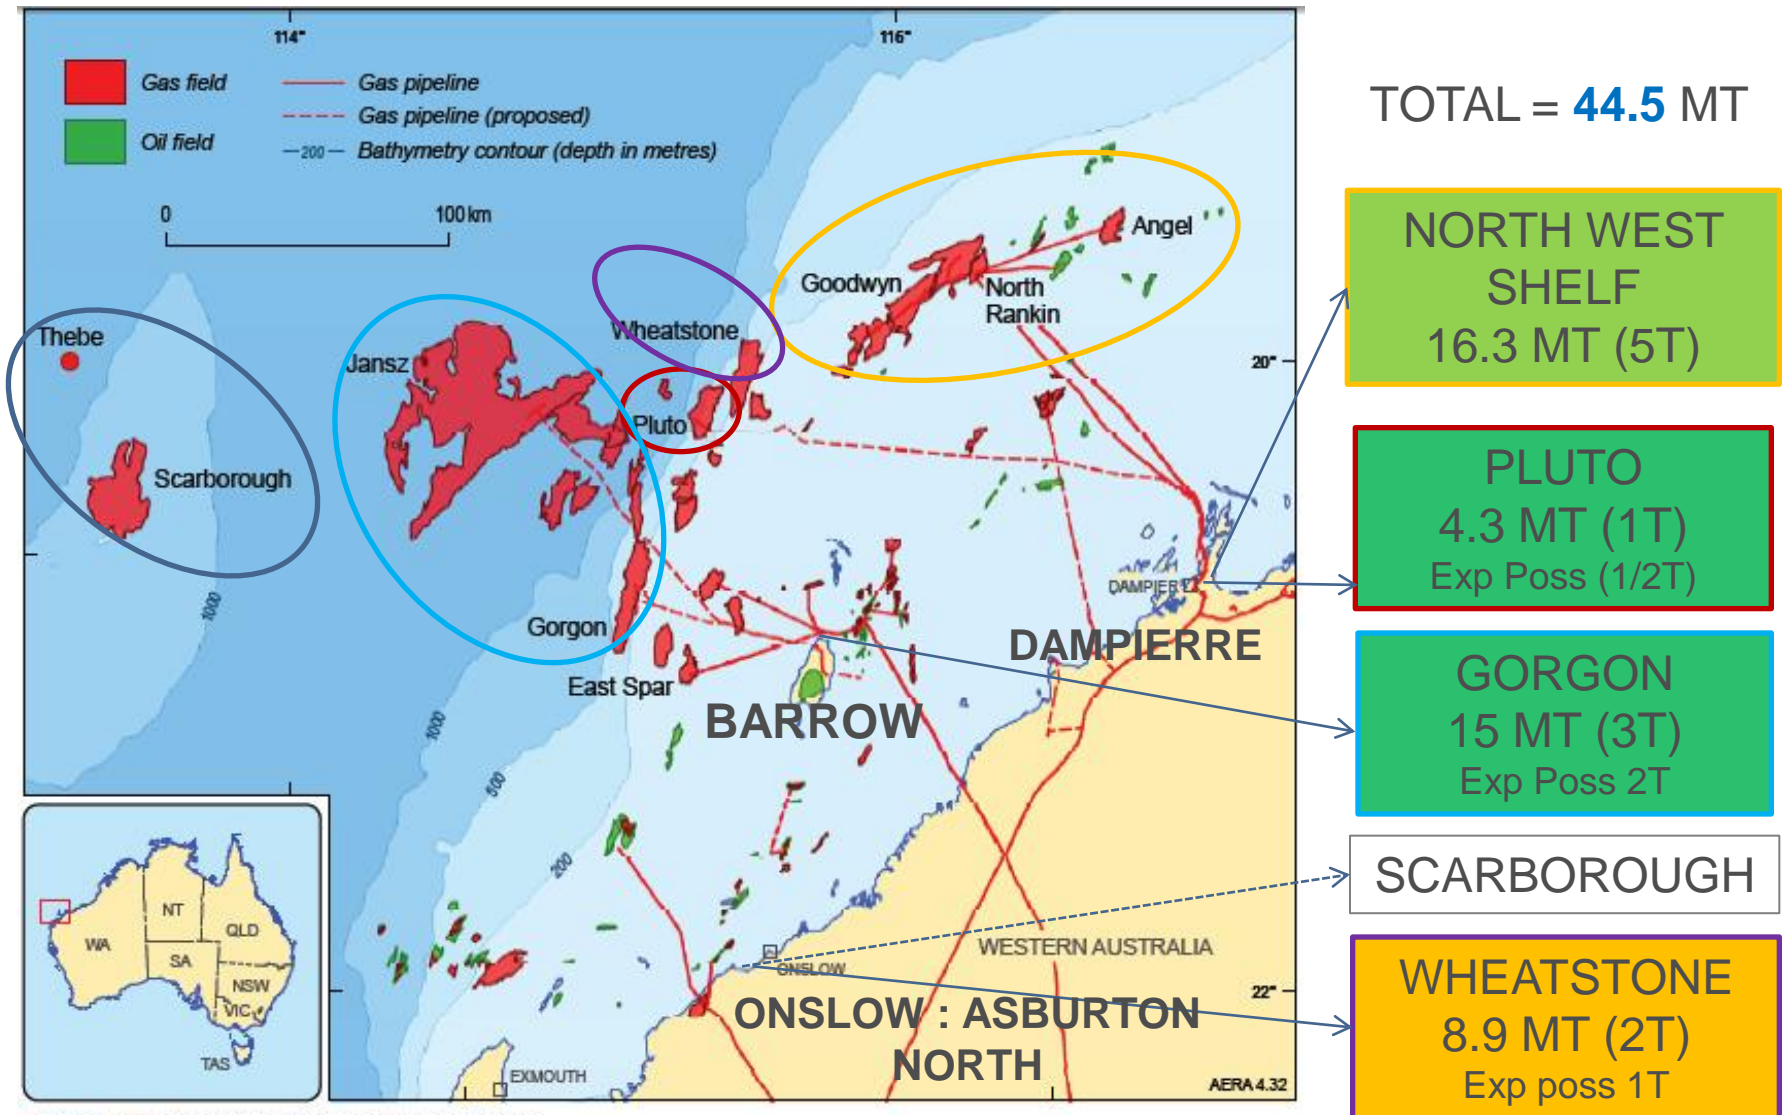 114°
116°
Gas field
Gas pipeline
Gas pipeline (proposed)
Oil field
200
Bathymetry contour (depth in metres)
0
100 km
TOTAL = 44.5 MT
NORTH WEST
SHELF
16.3 MT (5T)
Angel
Goodwyn
North
Rankin
Thebe
Wheatstone
Jansz
20°
Pluto
Scarborough
PLUTO
4.3 MT (1T)
Exp Poss (1/2T)
1000
DAMPIER
Gorgon
DAMPIERRE
East Spar
BARROW
GORGON
15 MT (3T)
Exp Poss 2T
1000
500
200
SCARBOROUGH
NT
QLD
WA
SA
NSW
VIC
TAS
WESTERN AUSTRALIA
ONSLOW
22°
ONSLOW : ASBURTON
NORTH
EXMOUTH
AERA 4.32
WHEATSTONE
8.9 MT (2T)
Exp poss 1T